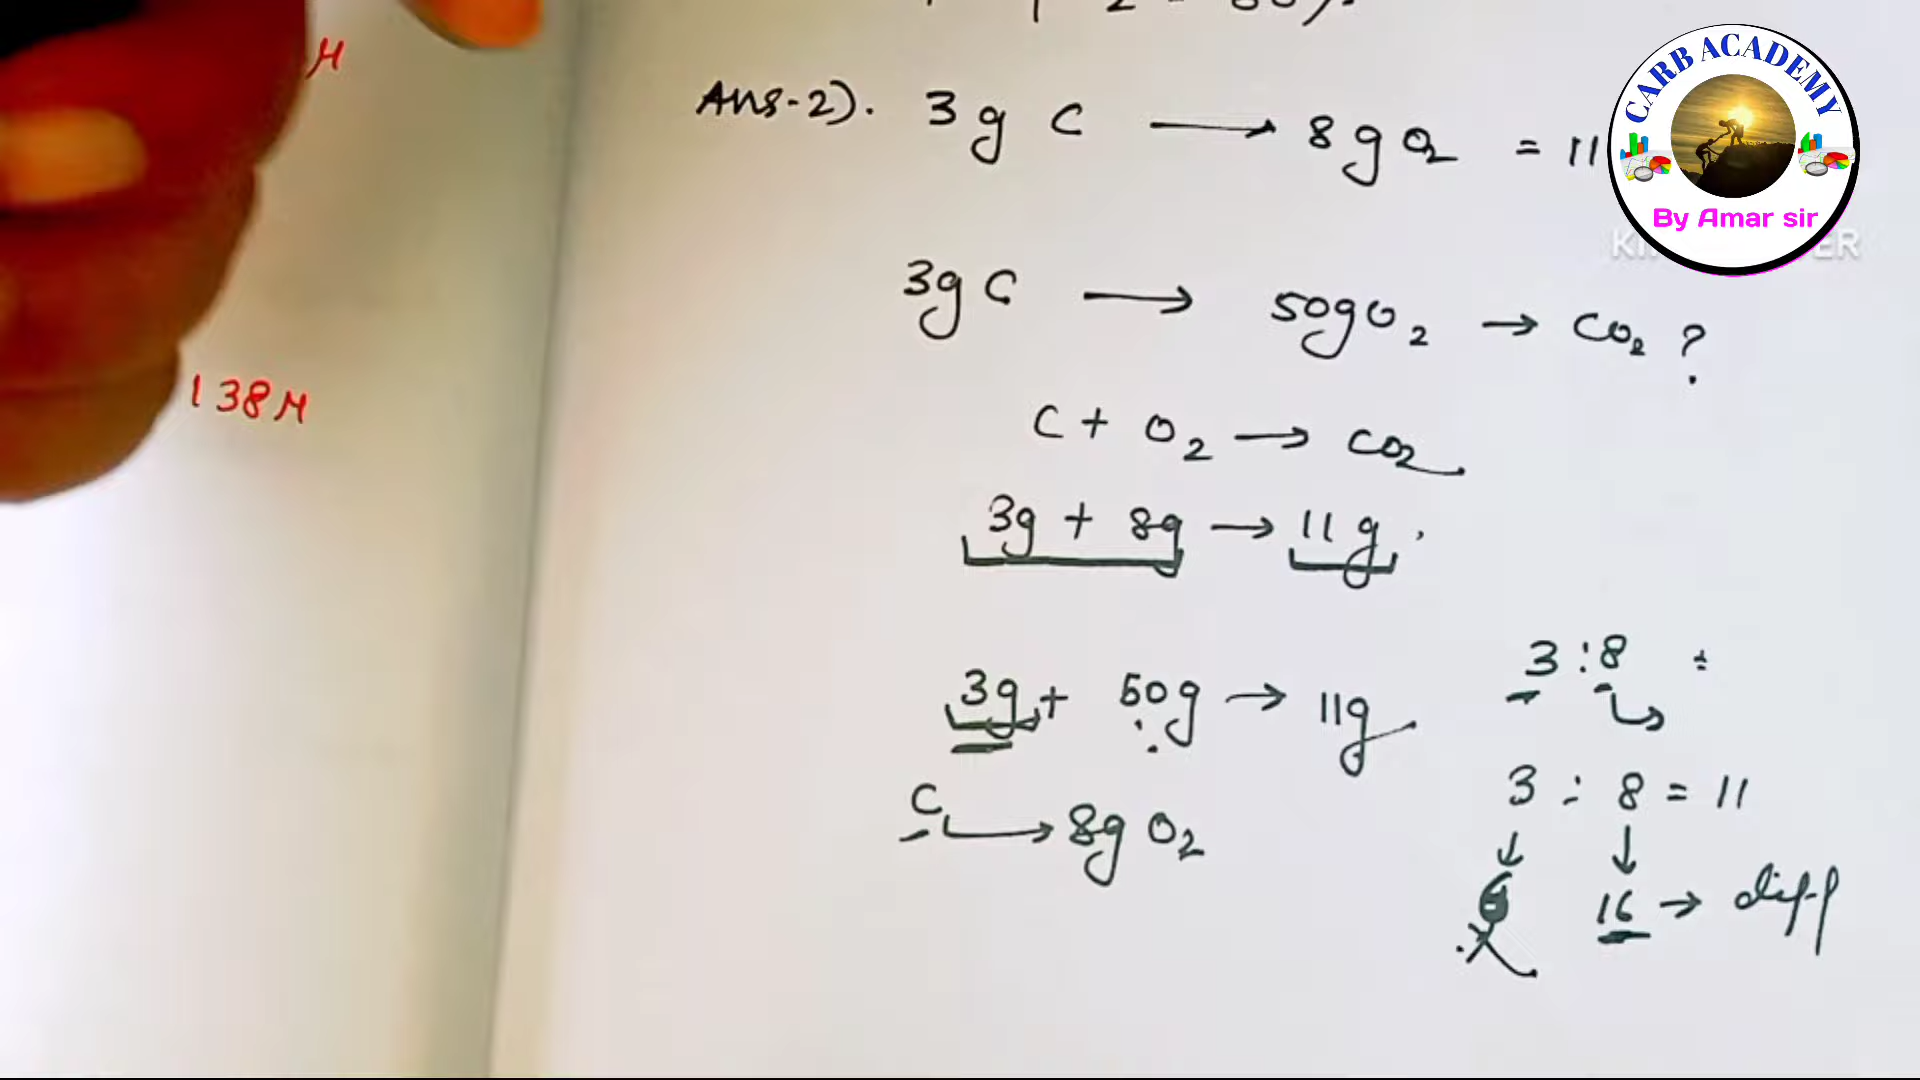 CARB ACADEMY
By Amar sir
M
138M
Ans-2). 3g C ⟶ 8g O2 = 11
3g C ⟶ 50g O2 → CO2 ?
C + O2 → CO2
3g + 8g → 11g.
3g + 50g → 11g
C → 8g O2
3 : 8 =
3 : 8 = 11
↓ ↓
16 → diff